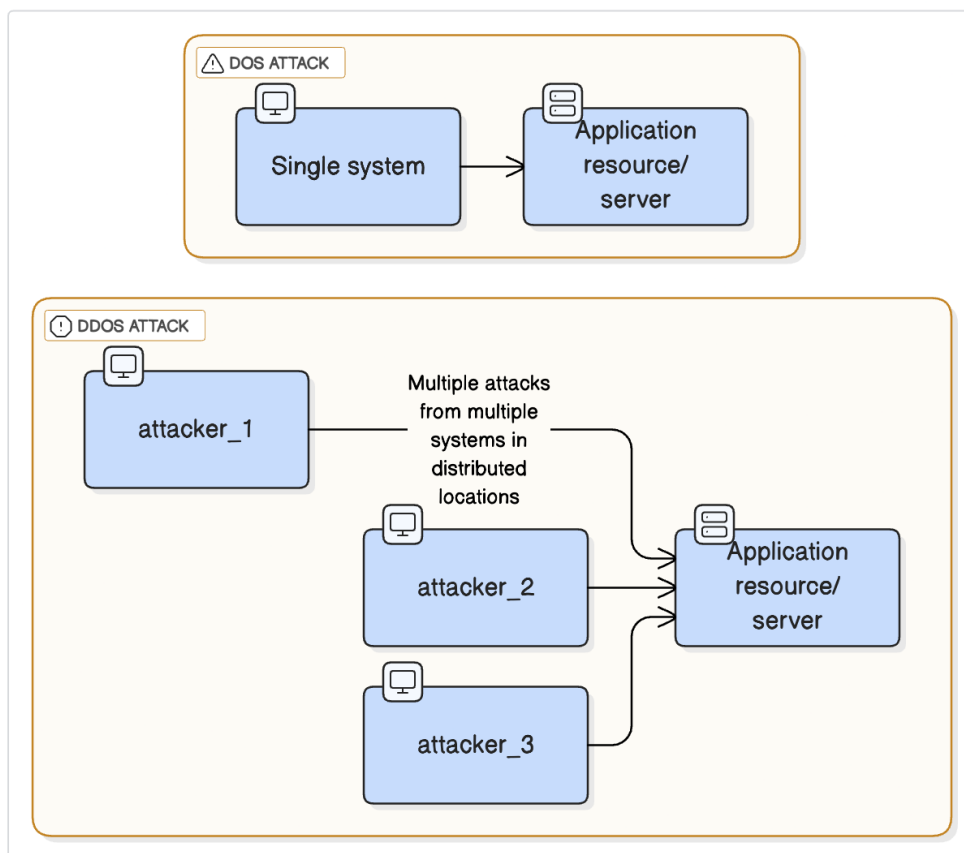 DOS ATTACK
Single system
Application
resource/
server
DDOS ATTACK
attacker_1
Multiple attacks
from multiple
systems in
distributed
locations
attacker_2
Application
resource/
server
attacker_3